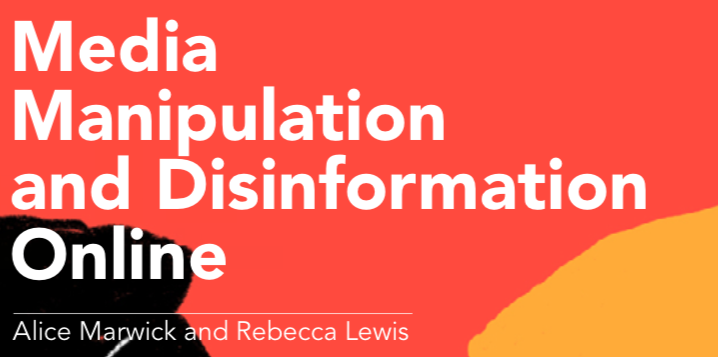 Media
Manipulation
and Disinformation
Online
Alice Marwick and Rebecca Lewis